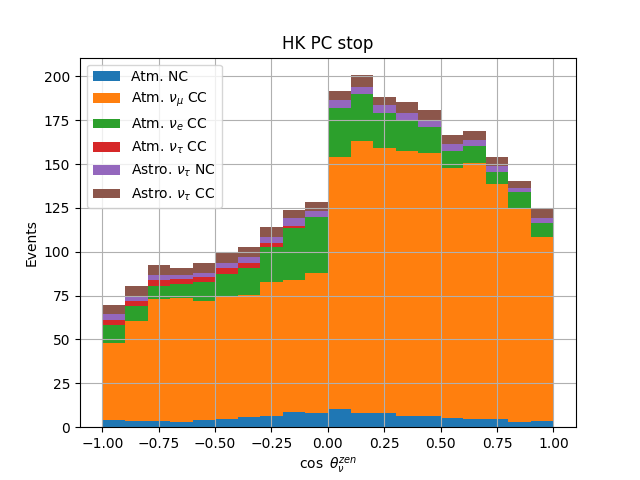 HK PC stop
Atm. NC
Atm. νμ CC
Atm. νe CC
Atm. ντ CC
Astro. ντ NC
Astro. ντ CC
200
175
150
125
100
75
50
25
0
Events
−1.00 −0.75 −0.50 −0.25 0.00 0.25 0.50 0.75 1.00
cos θν^zen